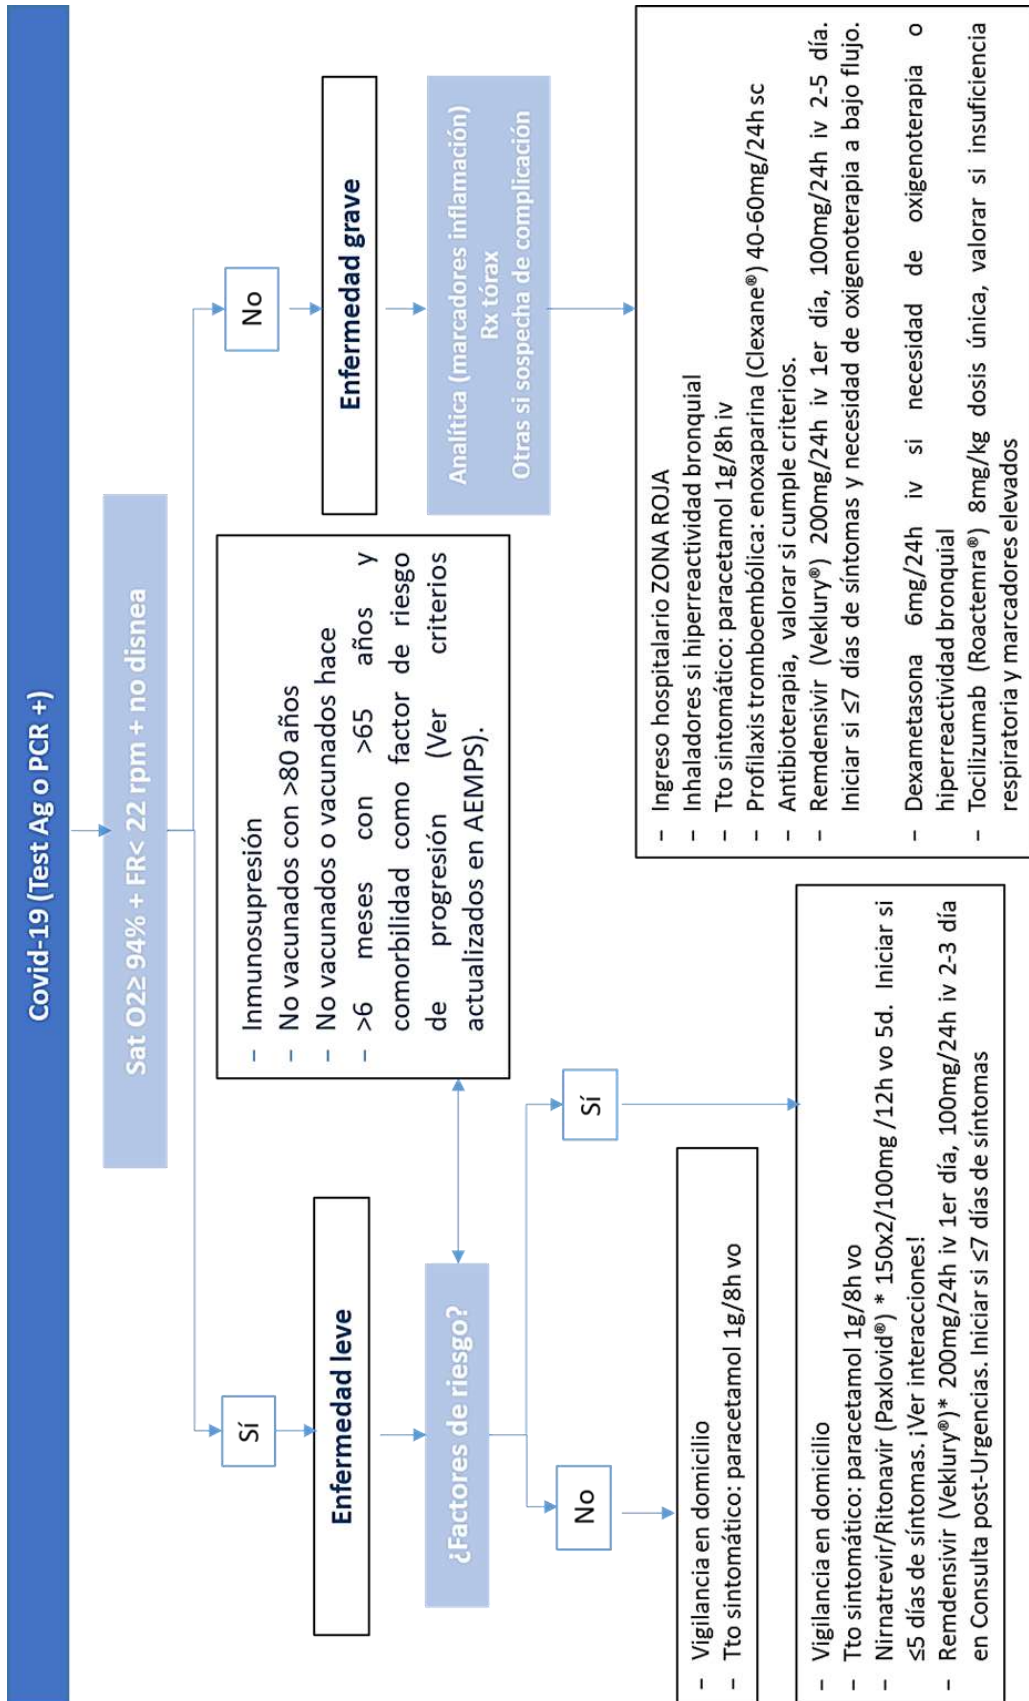 Covid-19 (Test Ag o PCR +)
Sat O2≥ 94% + FR< 22 rpm + no disnea
Sí
No
Enfermedad leve
Enfermedad grave
¿Factores de riesgo?
- Inmunosupresión
- No vacunados con >80 años
- No vacunados o vacunados hace
- >6 meses con >65 años y
comorbilidad como factor de riesgo
de progresión (Ver criterios
actualizados en AEMPS).
Analítica (marcadores inflamación)
Rx tórax
Otras si sospecha de complicación
No
Sí
- Vigilancia en domicilio
- Tto sintomático: paracetamol 1g/8h vo
- Vigilancia en domicilio
- Tto sintomático: paracetamol 1g/8h vo
- Nirnatrevir/Ritonavir (Paxlovid®) * 150x2/100mg /12h vo 5d. Iniciar si
≤5 días de síntomas. ¡Ver interacciones!
- Remdensivir (Veklury®)* 200mg/24h iv 1er día, 100mg/24h iv 2-3 día
en Consulta post-Urgencias. Iniciar si ≤7 días de síntomas
- Ingreso hospitalario ZONA ROJA
- Inhaladores si hiperreactividad bronquial
- Tto sintomático: paracetamol 1g/8h iv
- Profilaxis tromboembólica: enoxaparina (Clexane®) 40-60mg/24h sc
- Antibioterapia, valorar si cumple criterios.
- Remdensivir (Veklury®) 200mg/24h iv 1er día, 100mg/24h iv 2-5 día.
Iniciar si ≤7 días de síntomas y necesidad de oxigenoterapia a bajo flujo.
- Dexametasona 6mg/24h iv si necesidad de oxigenoterapia o
hiperreactividad bronquial
- Tocilizumab (Roactemra®) 8mg/kg dosis única, valorar si insuficiencia
respiratoria y marcadores elevados